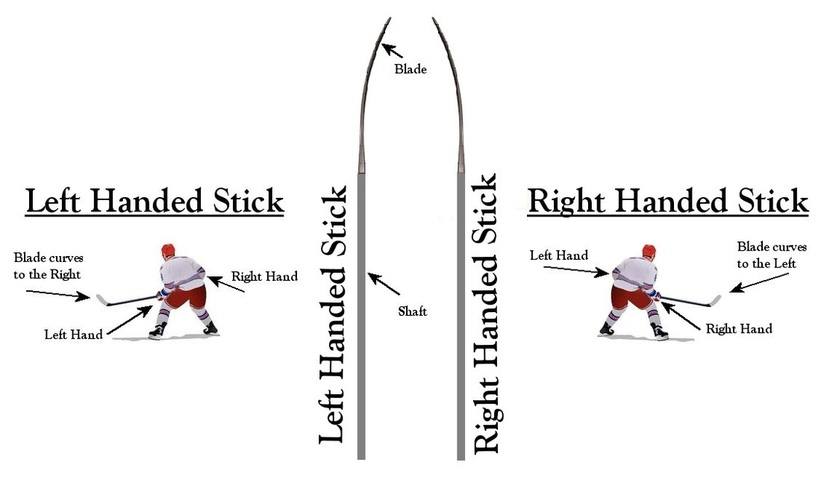 Left Handed Stick
Blade curves
to the Right
Right Hand
Left Hand
Left Handed Stick
Blade
Shaft
Right Handed Stick
Right Handed Stick
Left Hand
Blade curves
to the Left
Right Hand